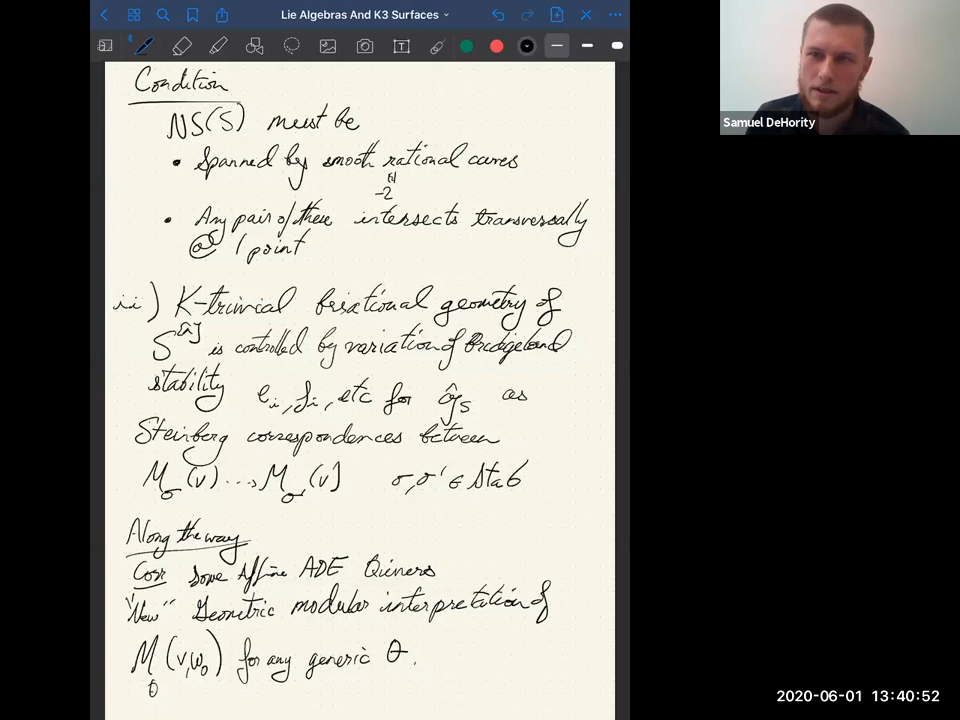 Lie Algebras And K3 Surfaces
Condition
NS(S) must be
• Spanned by smooth rational curves
-2
• Any pair of these intersects transversally
@ 1 point
ii) K-trivial birational geometry of
S^[n] is controlled by variation of Bridgeland
stability e_i, f_i, etc for ĝ_S as
Steinberg correspondences between
M_σ(v) ... M_σ'(v) σ, σ' ∈ Stab
Along the way
Corr Some Affine ADE Quivers
"New" Geometric modular interpretation of
M_θ(v, w_0) for any generic θ.
Samuel DeHority
2020-06-01 13:40:52